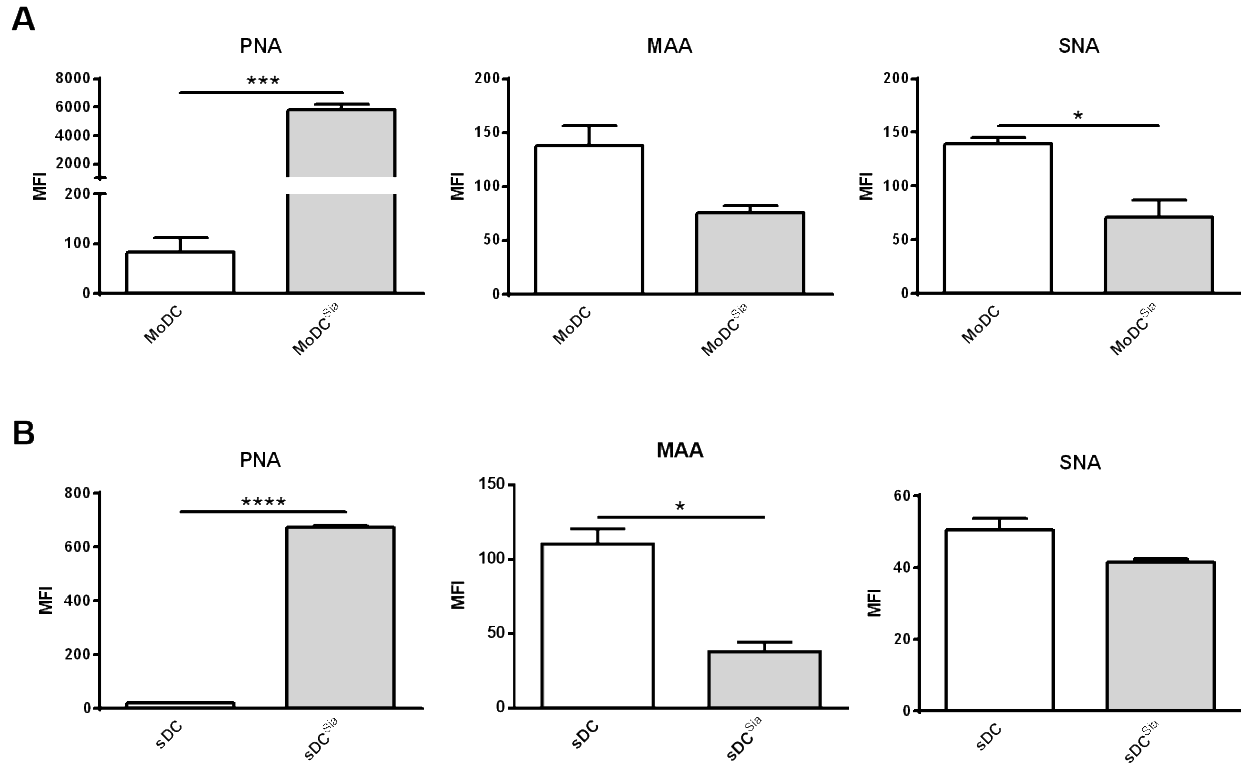 A
PNA
MAA
SNA
***
*
8000
6000
4000
2000
200
100
0
MFI
MoDC
MoDC^Sia
200
150
100
50
0
MFI
MoDC
MoDC^Sia
200
150
100
50
0
MFI
MoDC
MoDC^Sia
B
PNA
MAA
SNA
****
*
800
600
400
200
0
MFI
sDC
sDC^Sia
150
100
50
0
MFI
sDC
sDC^Sia
60
40
20
0
MFI
sDC
sDC^Sia